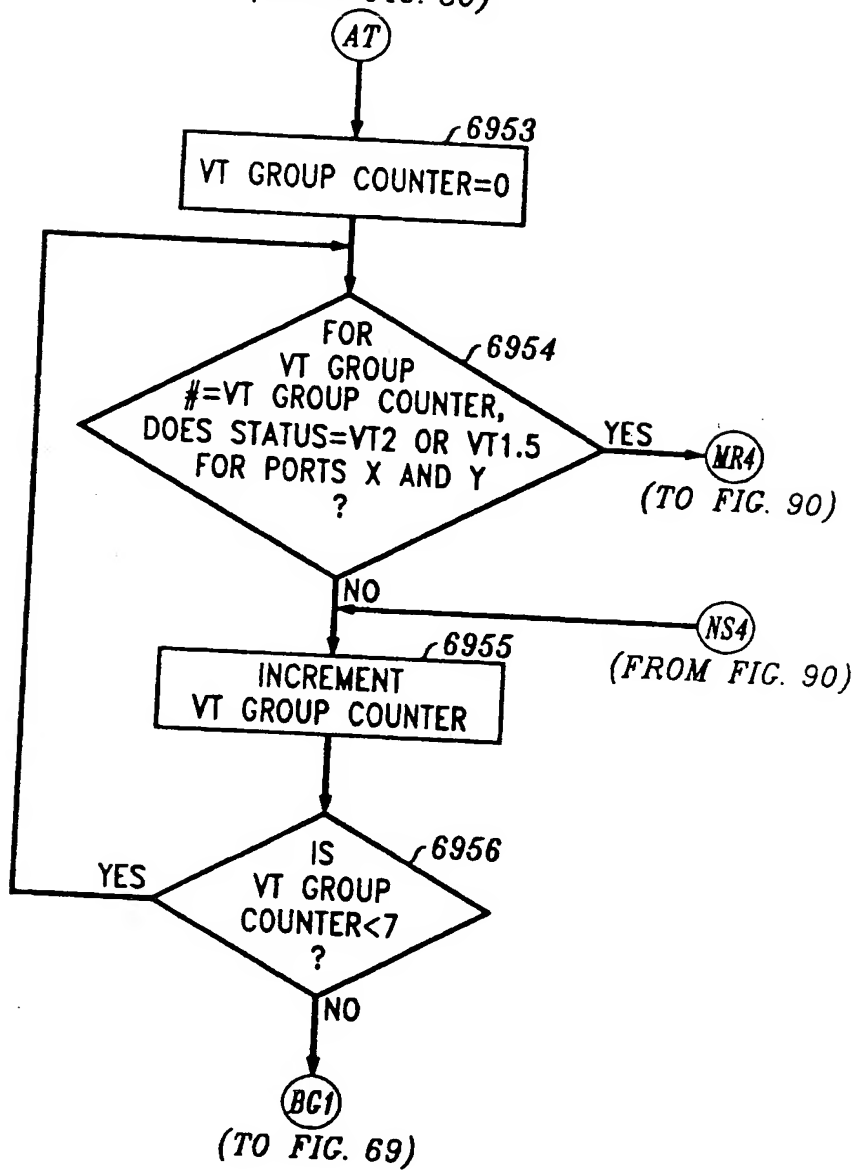 AT
6953
VT GROUP COUNTER=0
FOR
VT GROUP
#=VT GROUP COUNTER,
DOES STATUS=VT2 OR VT1.5
FOR PORTS X AND Y
?
6954
YES
MR4
(TO FIG. 90)
NO
NS4
(FROM FIG. 90)
6955
INCREMENT
VT GROUP COUNTER
IS
VT GROUP
COUNTER<7
?
6956
YES
NO
BG1
(TO FIG. 69)